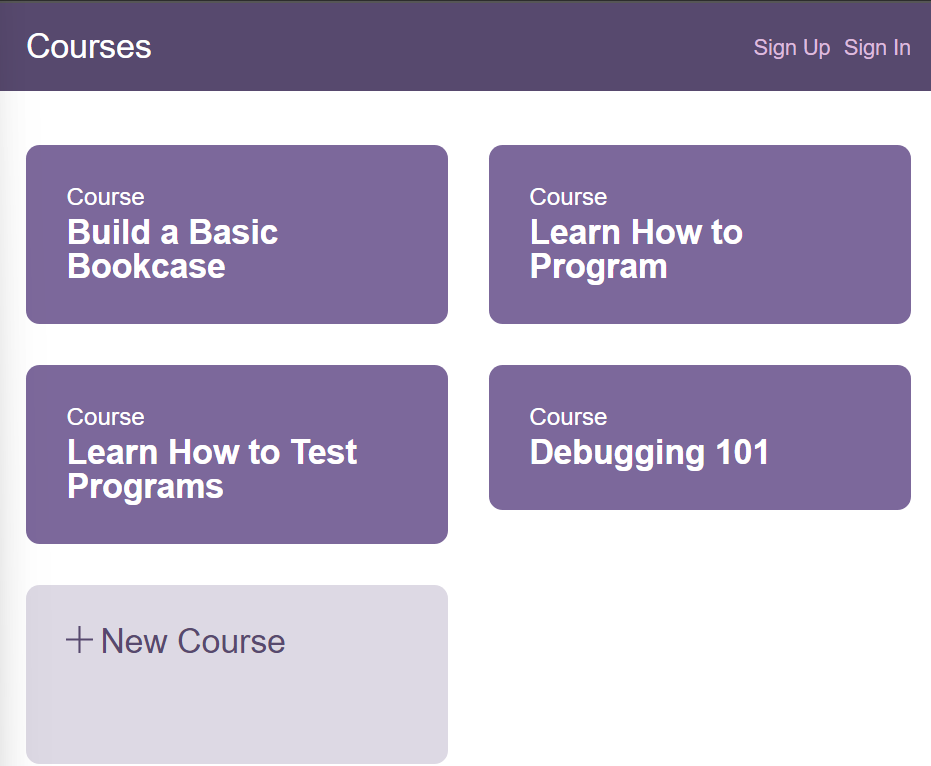 Courses
Sign Up Sign In
Course
Build a Basic
Bookcase
Course
Learn How to
Program
Course
Learn How to Test
Programs
Course
Debugging 101
New Course